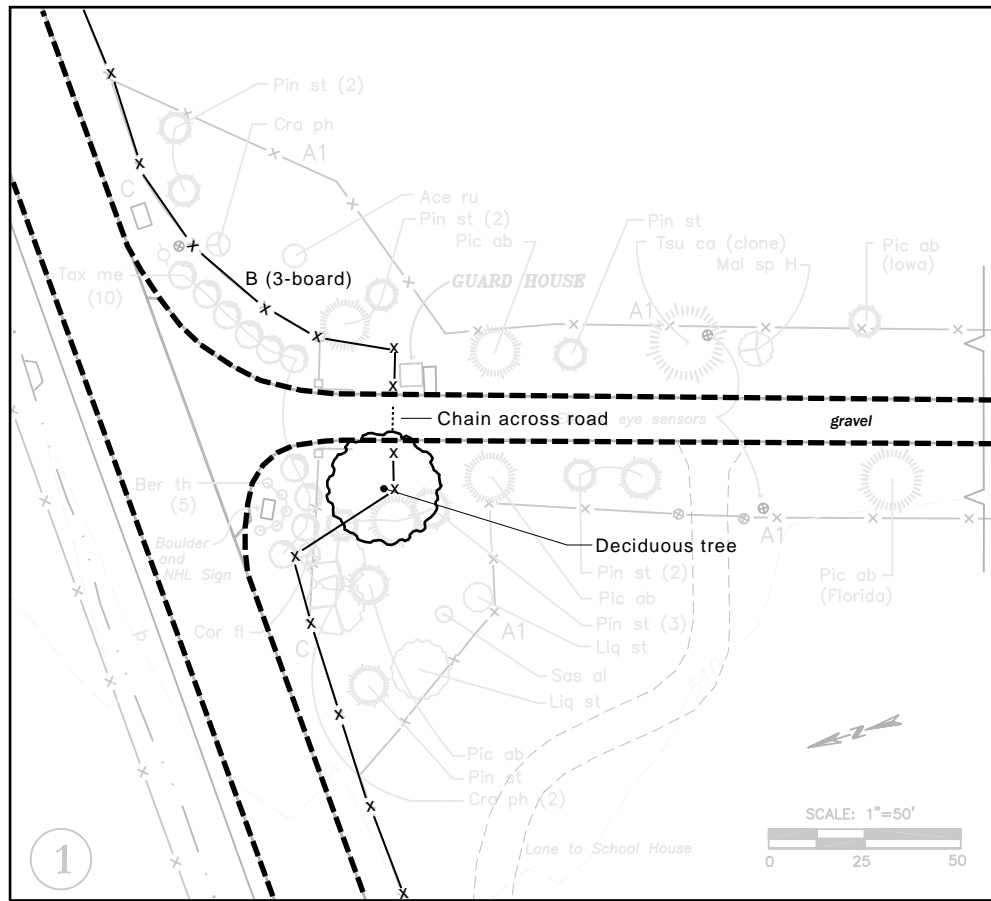 Pin st (2)
Cra ph
A1
C
Ace ru
Pin st (2)
Pic ab
Pin st
Tsu ca (clone)
Mal sp H
Pic ab
(Iowa)
Tax me
(10)
B (3-board)
GUARD HOUSE
A1
Chain across road
eye sensors
gravel
Ber th
(5)
Boulder
and
NHL Sign
Deciduous tree
A1
Pin st (2)
Pic ab
(Florida)
Pic ab
Pin st (3)
A1
Liq st
Cor fl
C
Sas al
Liq st
510
Pic ab
Pin st
Cra ph (2)
N
SCALE: 1"=50'
0 25 50
Lane to School House
1